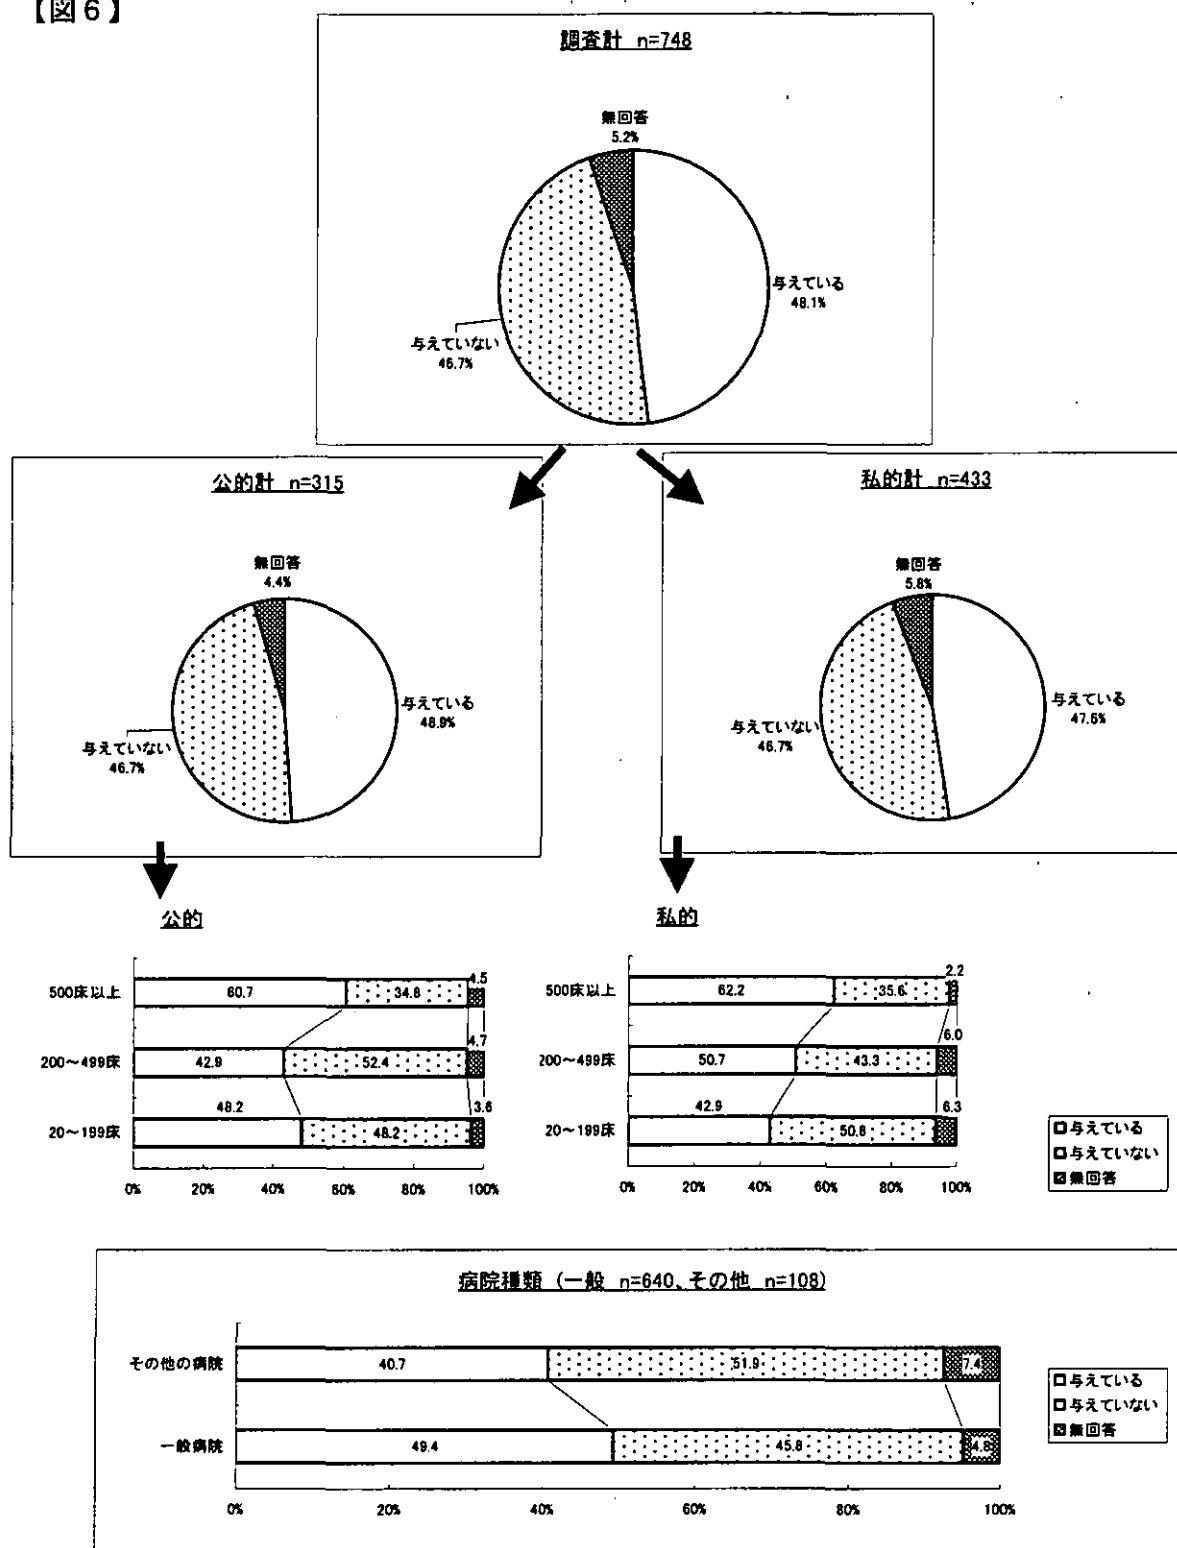 【図6】
調査計 n=748
無回答
5.2%
与えている
48.1%
与えていない
46.7%
公的計 n=315
無回答
4.4%
与えている
48.9%
与えていない
46.7%
私的計 n=433
無回答
5.8%
与えている
47.6%
与えていない
46.7%
公的
500床以上 60.7 34.8 4.5
200~499床 42.9 52.4 4.7
20~199床 48.2 48.2 3.6
0% 20% 40% 60% 80% 100%
私的
500床以上 62.2 35.6 2.2
200~499床 50.7 43.3 6.0
20~199床 42.9 50.8 6.3
0% 20% 40% 60% 80% 100%
与えている
与えていない
無回答
病院種類(一般 n=640、その他 n=108)
その他の病院 40.7 51.9 7.4
一般病院 49.4 45.8 4.8
0% 20% 40% 60% 80% 100%
与えている
与えていない
無回答